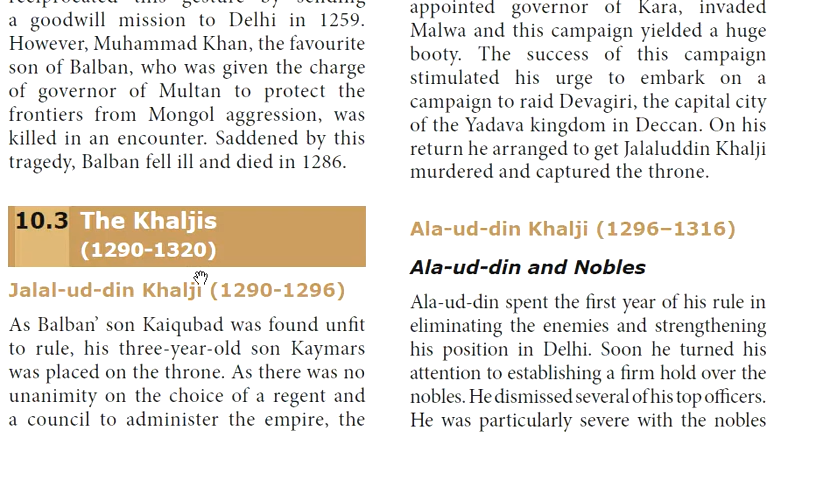 a goodwill mission to Delhi in 1259.
However, Muhammad Khan, the favourite
son of Balban, who was given the charge
of governor of Multan to protect the
frontiers from Mongol aggression, was
killed in an encounter. Saddened by this
tragedy, Balban fell ill and died in 1286.
10.3 The Khaljis
(1290-1320)
Jalal-ud-din Khalji (1290-1296)
As Balban’ son Kaiqubad was found unfit
to rule, his three-year-old son Kaymars
was placed on the throne. As there was no
unanimity on the choice of a regent and
a council to administer the empire, the
appointed governor of Kara, invaded
Malwa and this campaign yielded a huge
booty. The success of this campaign
stimulated his urge to embark on a
campaign to raid Devagiri, the capital city
of the Yadava kingdom in Deccan. On his
return he arranged to get Jalaluddin Khalji
murdered and captured the throne.
Ala-ud-din Khalji (1296–1316)
Ala-ud-din and Nobles
Ala-ud-din spent the first year of his rule in
eliminating the enemies and strengthening
his position in Delhi. Soon he turned his
attention to establishing a firm hold over the
nobles. He dismissed several of his top officers.
He was particularly severe with the nobles